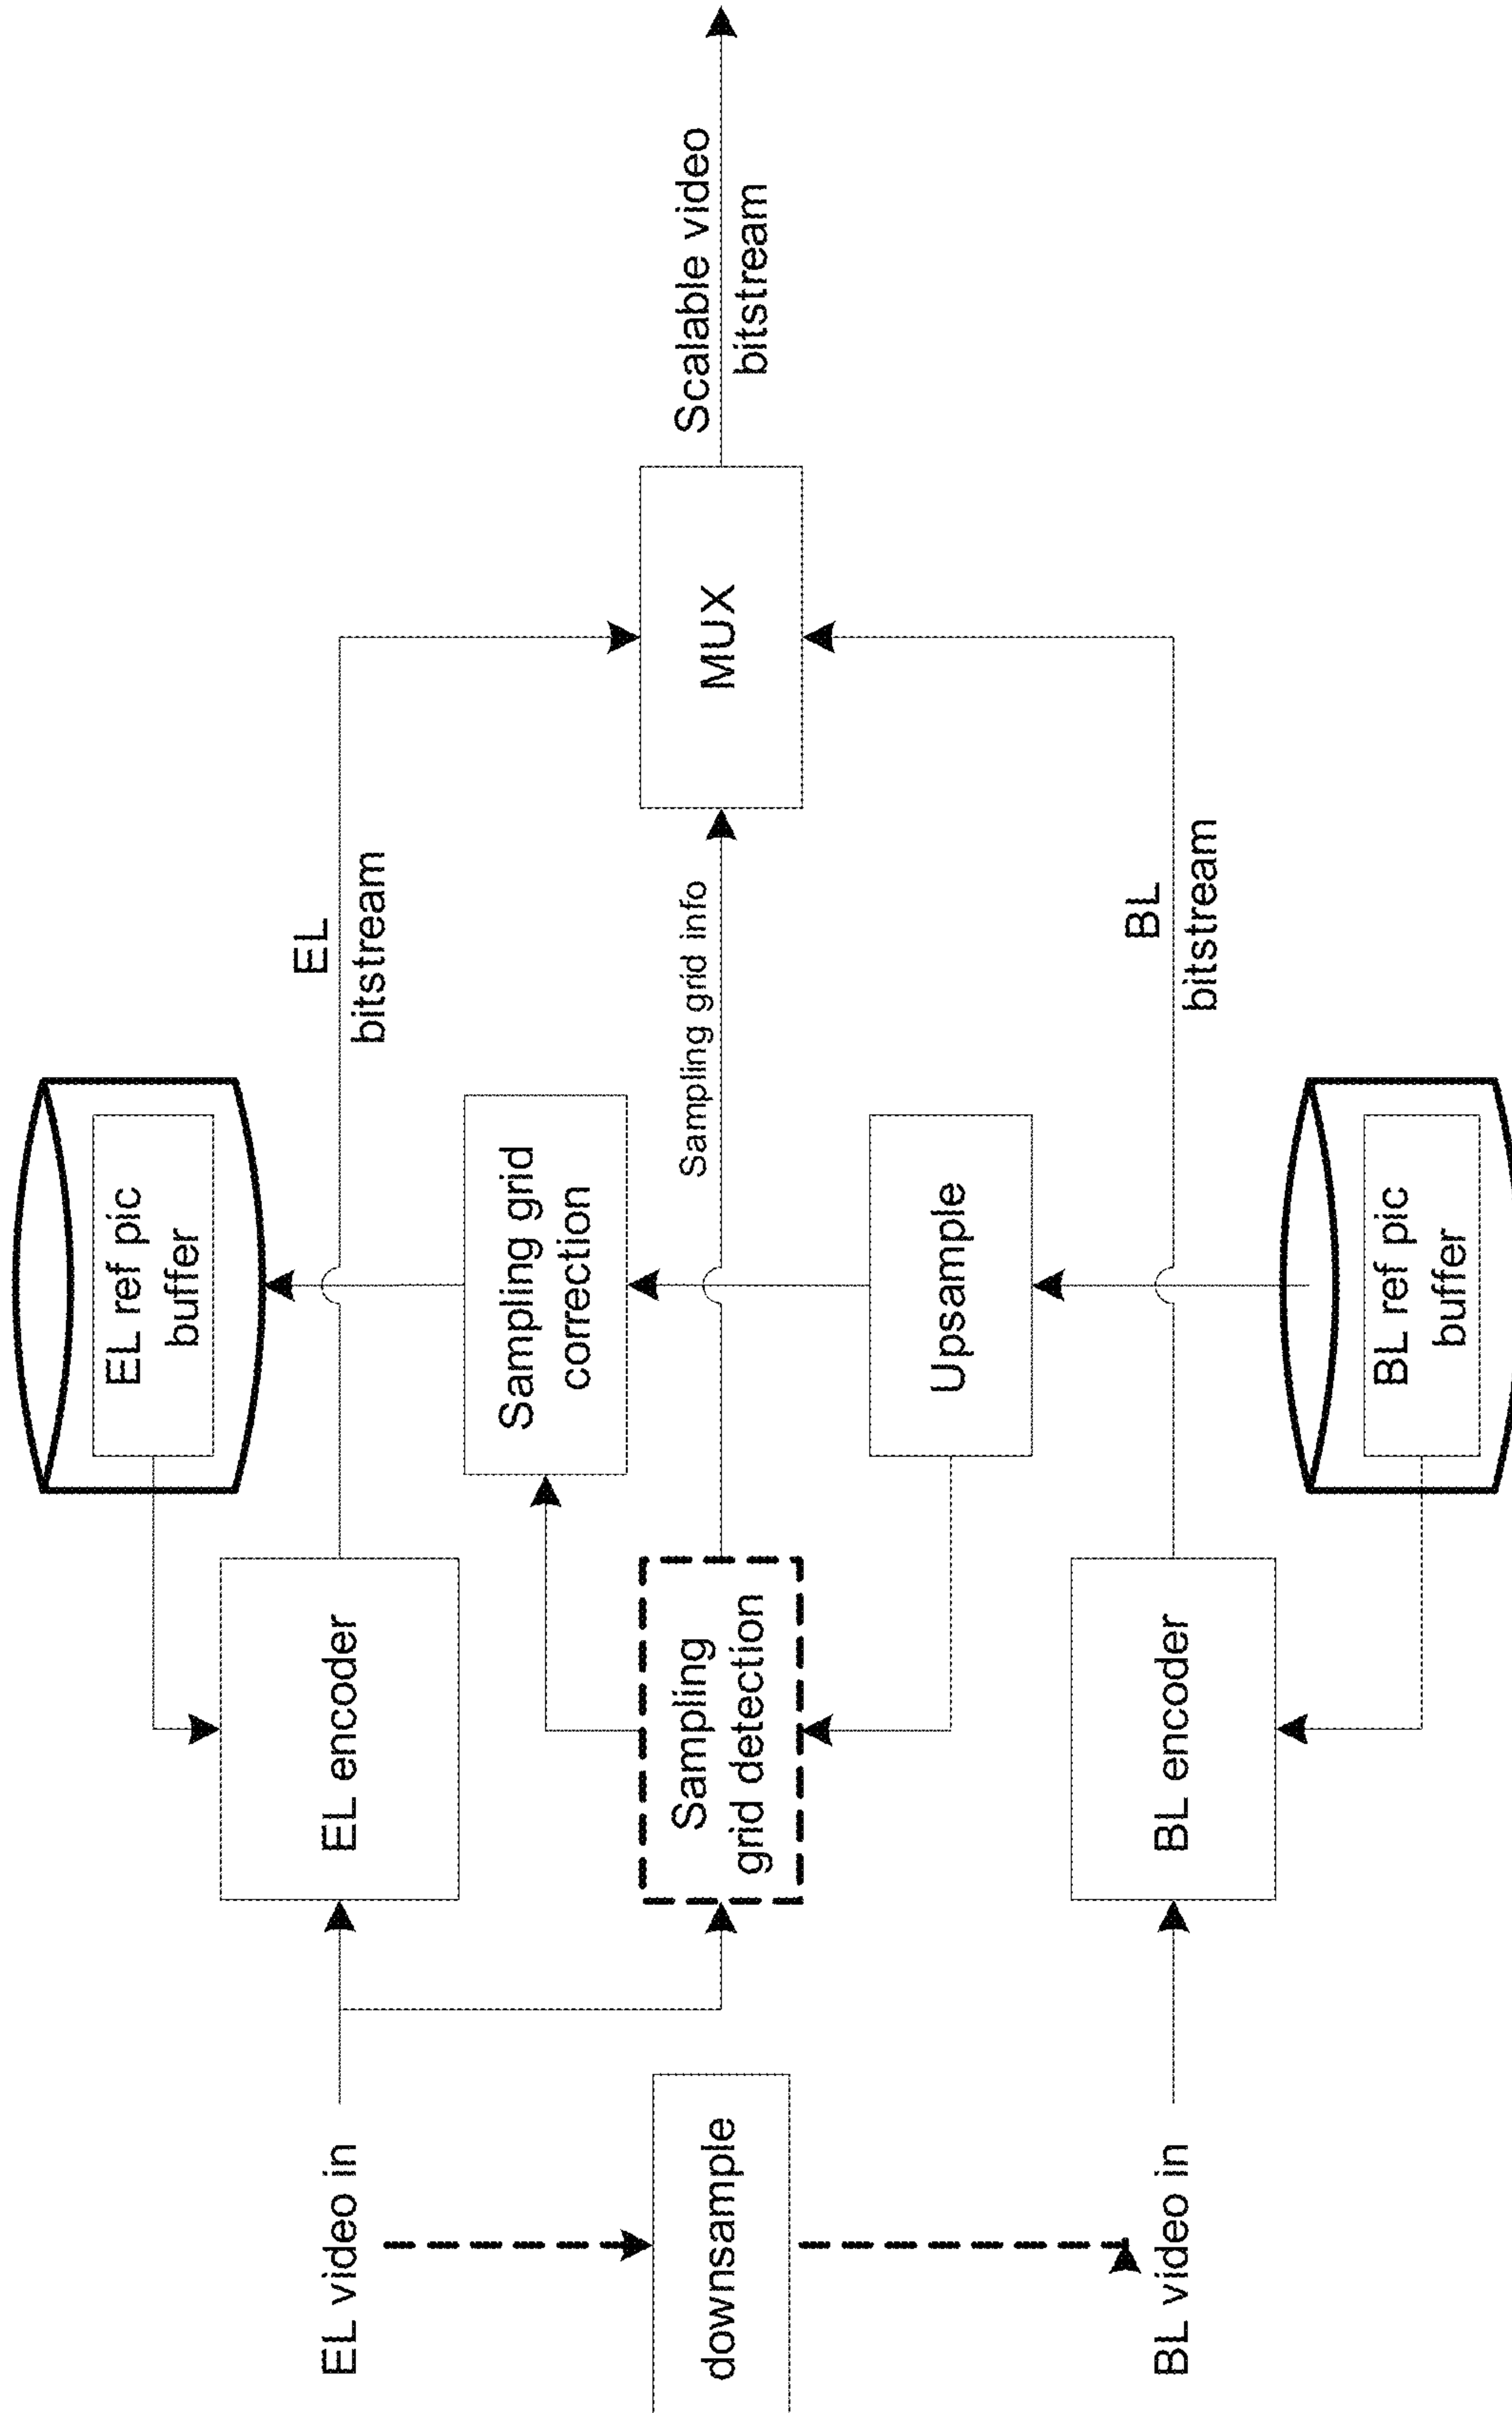 EL video in
downsample
BL video in
EL encoder
Sampling
grid detection
BL encoder
EL ref pic
buffer
Sampling grid
correction
Upsample
BL ref pic
buffer
EL
bitstream
Sampling grid info
BL
bitstream
MUX
Scalable video
bitstream